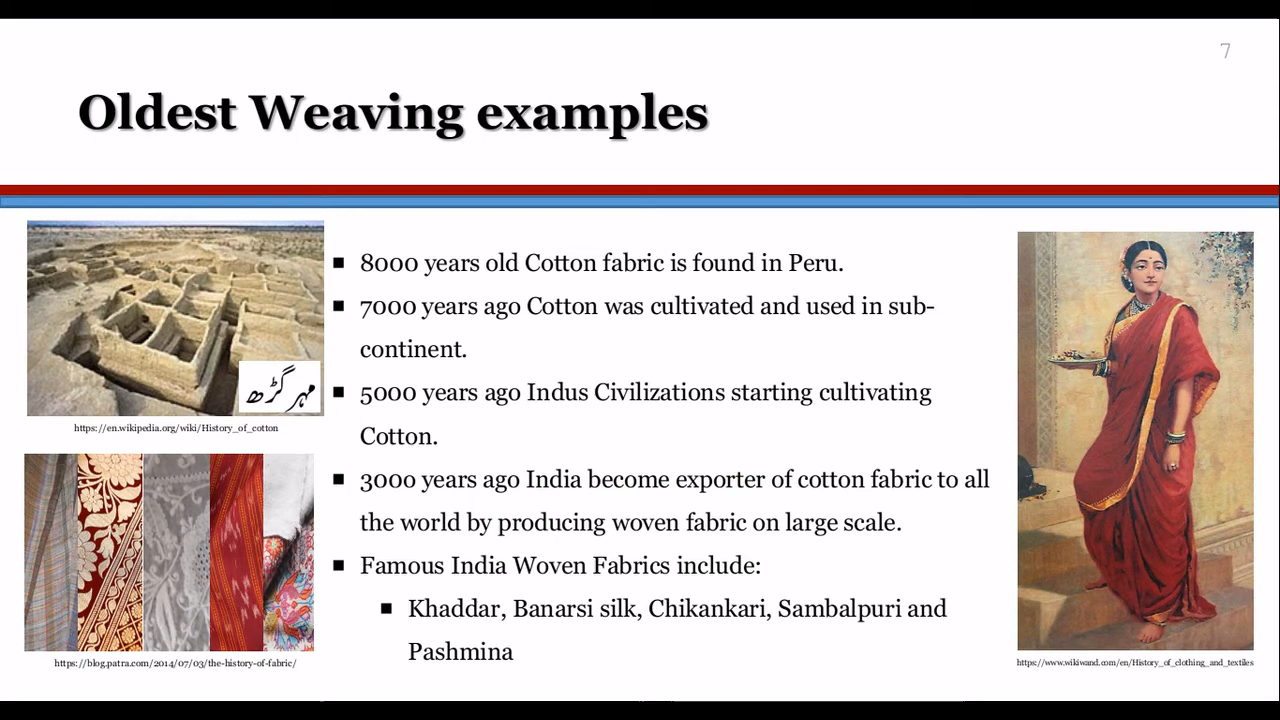 7
Oldest Weaving examples
مہر گڑھ
https://en.wikipedia.org/wiki/History_of_cotton
https://blog.patra.com/2014/07/03/the-history-of-fabric/
▪ 8000 years old Cotton fabric is found in Peru.
▪ 7000 years ago Cotton was cultivated and used in sub-
continent.
▪ 5000 years ago Indus Civilizations starting cultivating
Cotton.
▪ 3000 years ago India become exporter of cotton fabric to all
the world by producing woven fabric on large scale.
▪ Famous India Woven Fabrics include:
▪ Khaddar, Banarsi silk, Chikankari, Sambalpuri and
Pashmina
https://www.wikiwand.com/en/History_of_clothing_and_textiles